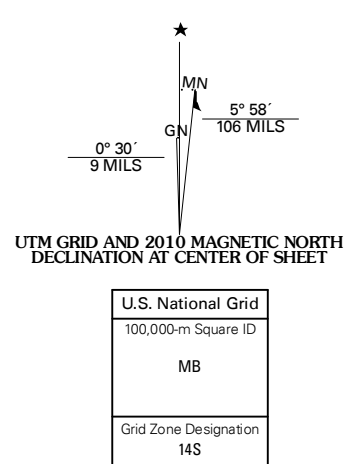 MN
GN
5° 58´
106 MILS
0° 30´
9 MILS
UTM GRID AND 2010 MAGNETIC NORTH
DECLINATION AT CENTER OF SHEET
U.S. National Grid
100,000-m Square ID
MB
Grid Zone Designation
14S